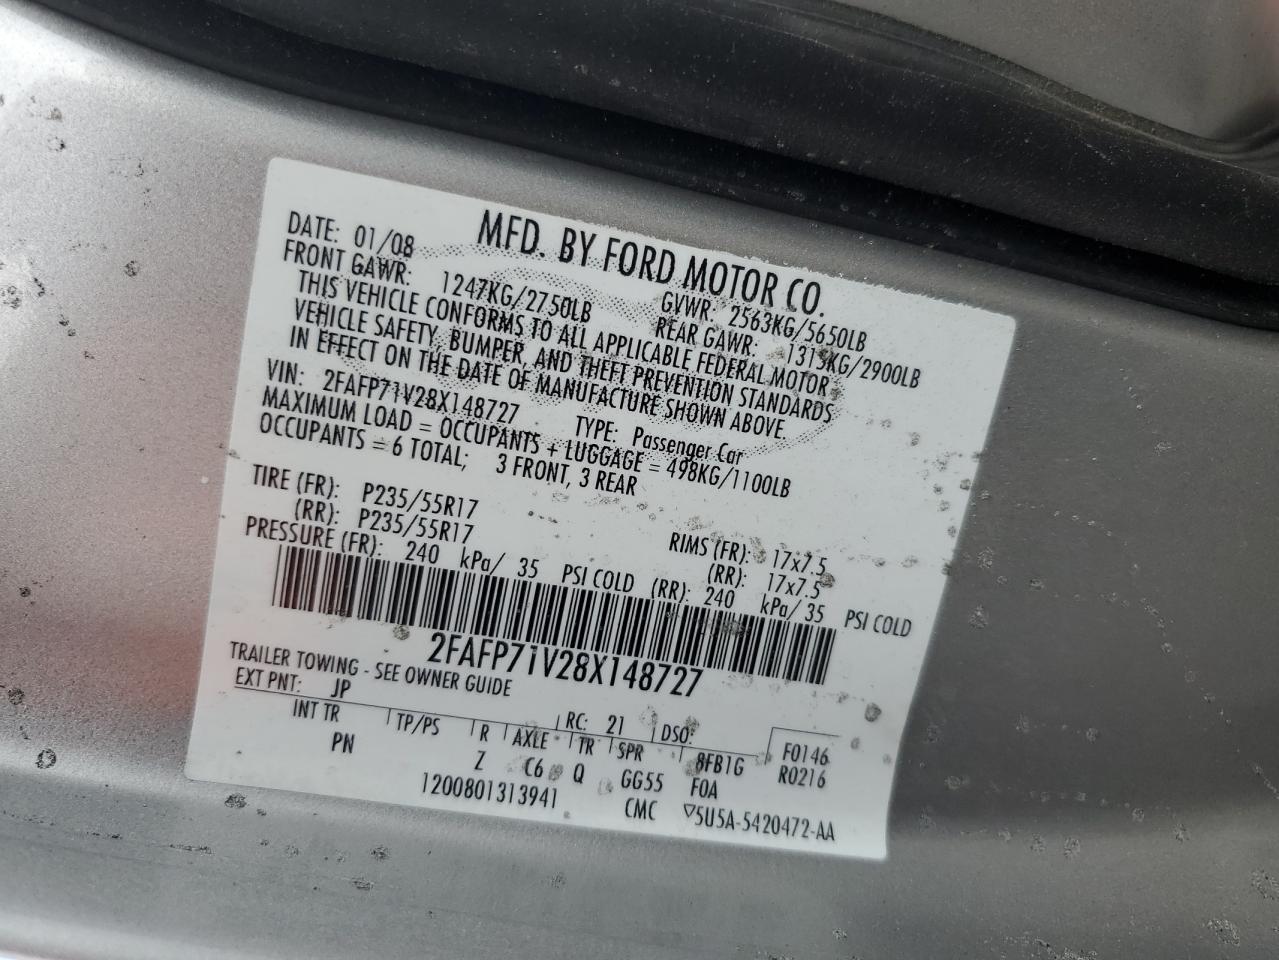 MFD. BY FORD MOTOR CO.
DATE: 01/08 GVWR: 2563KG/5650LB
FRONT GAWR: 1247KG/2750LB REAR GAWR: 1315KG/2900LB
THIS VEHICLE CONFORMS TO ALL APPLICABLE FEDERAL MOTOR
VEHICLE SAFETY, BUMPER, AND THEFT PREVENTION STANDARDS
IN EFFECT ON THE DATE OF MANUFACTURE SHOWN ABOVE.
VIN: 2FAFP71V28X148727 TYPE: Passenger Car
MAXIMUM LOAD = OCCUPANTS + LUGGAGE = 498KG/1100LB
OCCUPANTS = 6 TOTAL; 3 FRONT, 3 REAR
TIRE (FR): P235/55R17 RIMS (FR): 17x7.5
(RR): P235/55R17 (RR): 17x7.5
PRESSURE (FR): 240 kPa/ 35 PSI COLD (RR): 240 kPa/ 35 PSI COLD
2FAFP71V28X148727
TRAILER TOWING - SEE OWNER GUIDE
EXT PNT: JP RC: 21 DSO: F0146
INT TR TP/PS R AXLE TR SPR 8FB1G R0216
PN Z C6 Q GG55 F0A
1200801313941 CMC ▽5U5A-5420472-AA